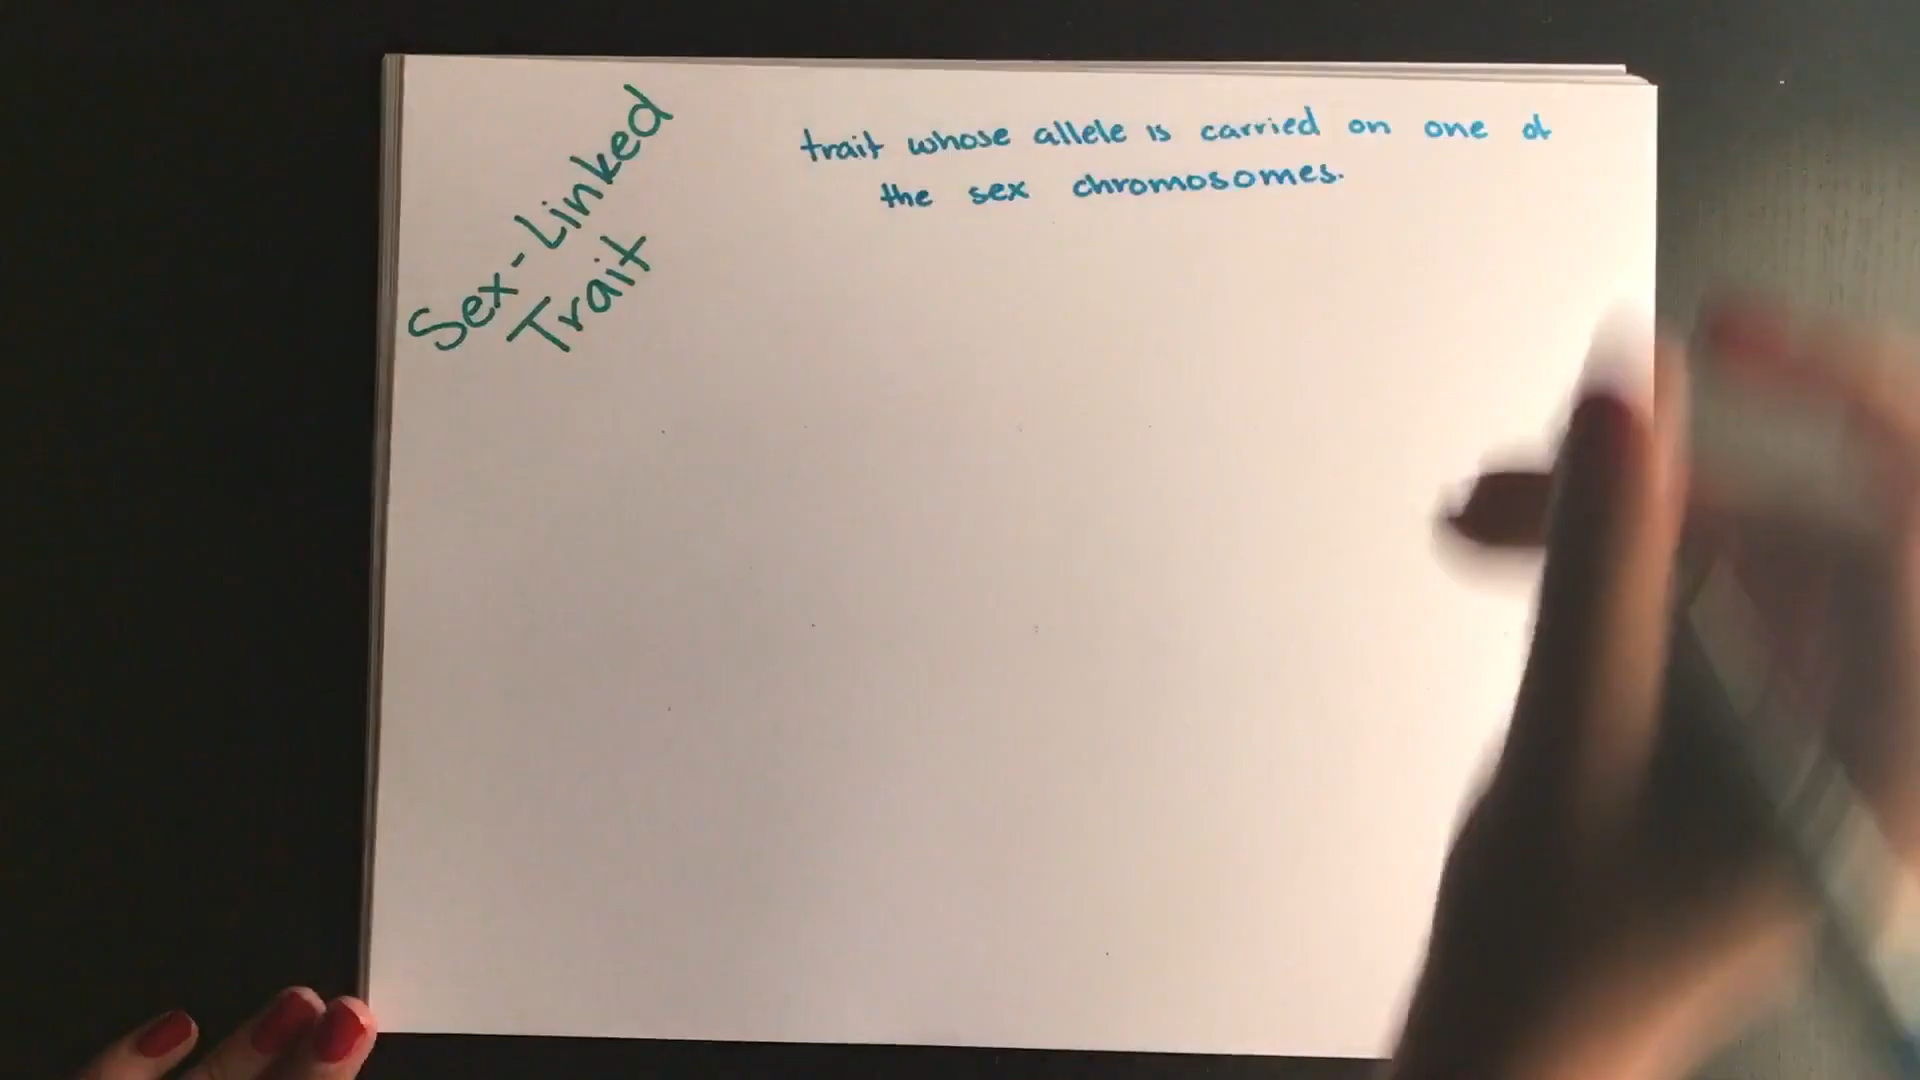 Sex-Linked
Trait
trait whose allele is carried on one of
the sex chromosomes.